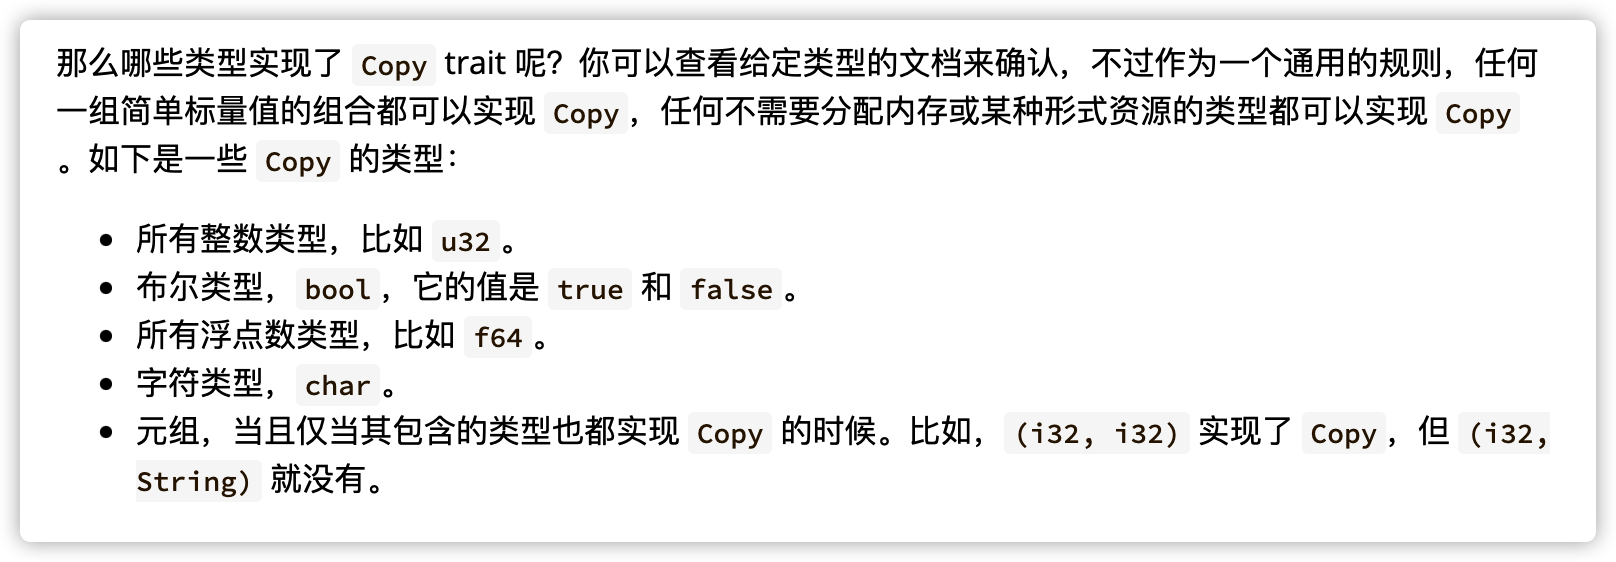 那么哪些类型实现了 Copy trait 呢？你可以查看给定类型的文档来确认，不过作为一个通用的规则，任何
一组简单标量值的组合都可以实现 Copy，任何不需要分配内存或某种形式资源的类型都可以实现 Copy
。如下是一些 Copy 的类型：
所有整数类型，比如 u32。
布尔类型，bool，它的值是 true 和 false。
所有浮点数类型，比如 f64。
字符类型，char。
元组，当且仅当其包含的类型也都实现 Copy 的时候。比如，(i32, i32) 实现了 Copy，但 (i32,
String) 就没有。